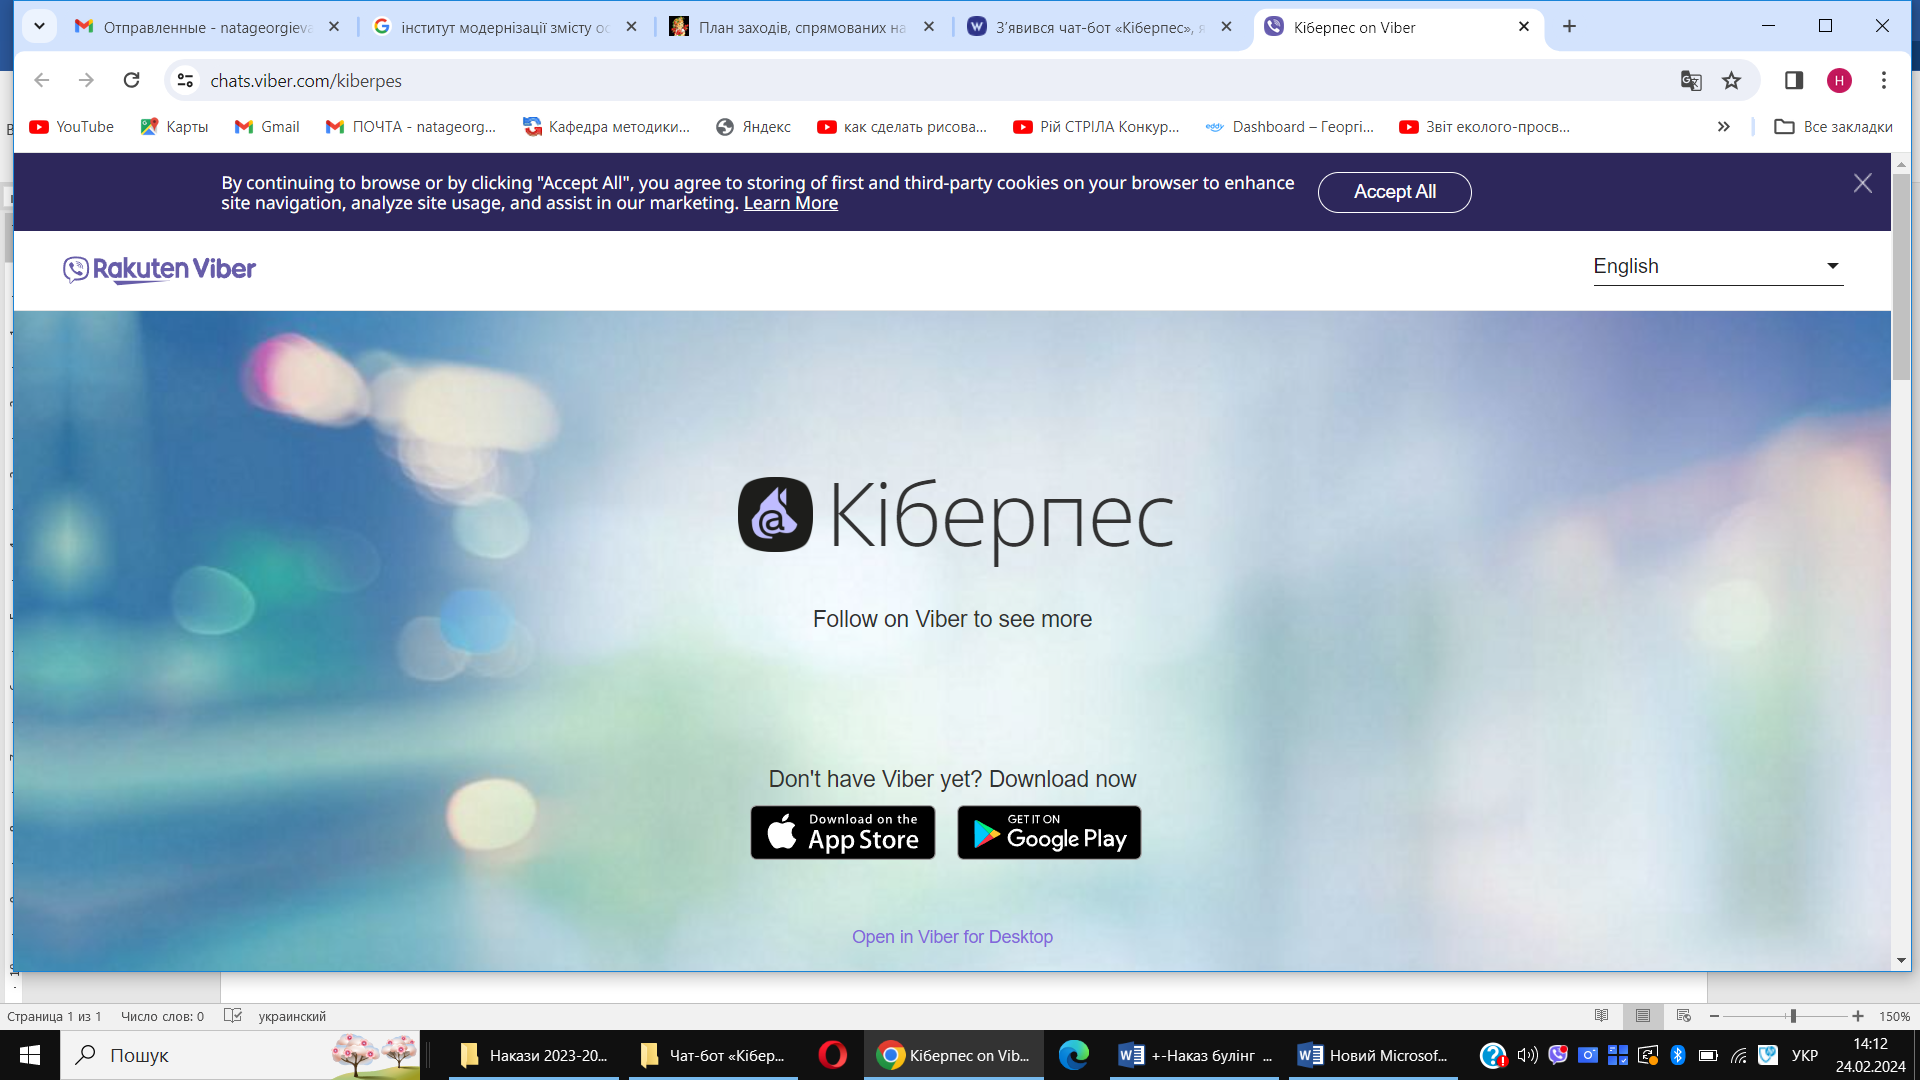 Отправленные - natageorgieva
інститут модернізації змісту ос
План заходів, спрямованих на
З’явився чат-бот «Кіберпес», я
Кіберпес on Viber
chats.viber.com/kiberpes
Н
YouTube
Карты
Gmail
ПОЧТА - natageorg...
Кафедра методики...
Яндекс
как сделать рисова...
Рій СТРІЛА Конкур...
eddy
Dashboard – Георгі...
Звіт еколого-просв...
Все закладки
By continuing to browse or by clicking "Accept All", you agree to storing of first and third-party cookies on your browser to enhance
site navigation, analyze site usage, and assist in our marketing. Learn More
Accept All
Rakuten Viber
English
Кіберпес
Follow on Viber to see more
Don't have Viber yet? Download now
Download on the
App Store
GET IT ON
Google Play
Open in Viber for Desktop
Страница 1 из 1
Число слов: 0
украинский
150%
Пошук
Накази 2023-20...
Чат-бот «Кібер...
Кіберпес on Vib...
+-Наказ булінг ...
Новий Microsof...
УКР
14:12
24.02.2024